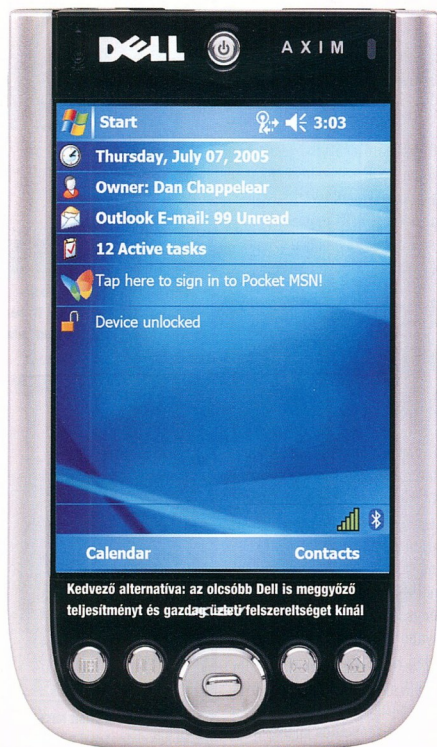 DELL AXIM
Start 3:03
Thursday, July 07, 2005
Owner: Dan Chappelear
Outlook E-mail: 99 Unread
12 Active tasks
Tap here to sign in to Pocket MSN!
Device unlocked
Calendar Contacts
Kedvező alternatíva: az olcsóbb Dell is meggyőző
teljesítményt és gazdag üzleti felszereltséget kínál